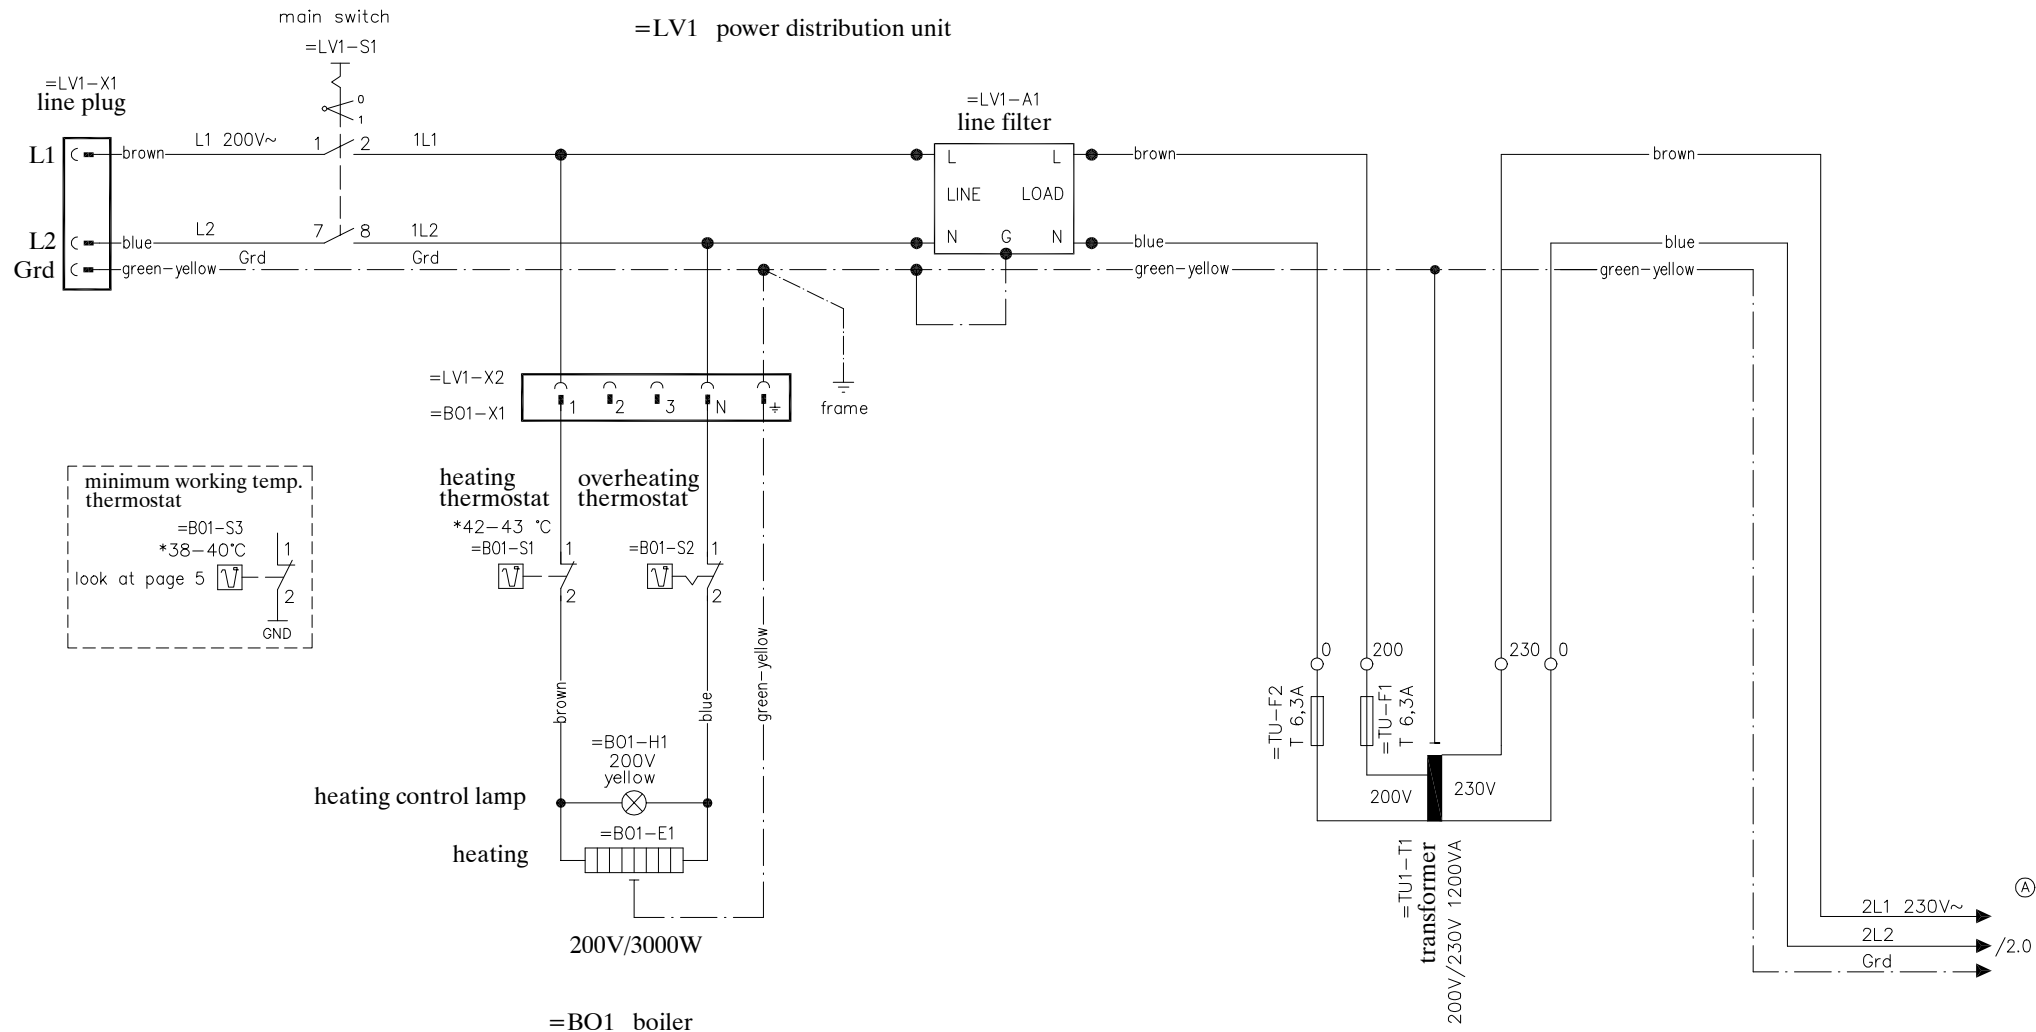 main switch
=LV1-S1
=LV1 power distribution unit
=LV1-X1
line plug
0
1
=LV1-A1
line filter
L1
brown
L1 200V~
1
2
1L1
L
L
brown
brown
LINE
LOAD
L2
blue
L2
7
8
1L2
N
G
N
blue
blue
Grd
green-yellow
Grd
Grd
green-yellow
green-yellow
=LV1-X2
=B01-X1
1
2
3
N
frame
minimum working temp.
thermostat
=B01-S3
*38-40°C
look at page 5
1
2
GND
heating
thermostat
*42-43 °C
=B01-S1
1
2
overheating
thermostat
=B01-S2
1
2
brown
blue
green-yellow
0
200
230
0
=TU-F2
T 6,3A
=TU-F1
T 6,3A
=B01-H1
200V
yellow
heating control lamp
=B01-E1
heating
200V/3000W
200V
230V
=TU1-T1
transformer
200V/230V 1200VA
A
2L1 230V~
2L2
/2.0
Grd
=BO1 boiler